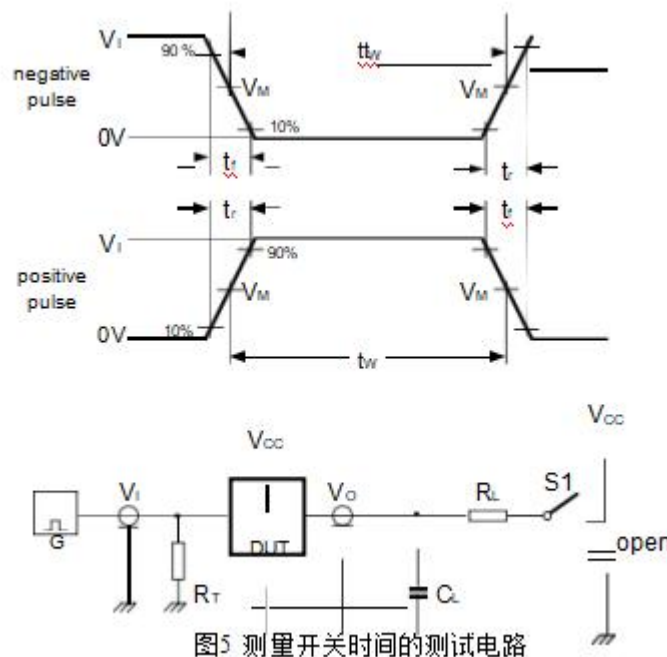 VI
90 %
ttW
negative
pulse
VM
VM
0V
10%
tf
tr
tr
tf
VI
90%
positive
pulse
VM
VM
0V
10%
tW
VCC
VCC
VI
VO
RL
S1
G
DUT
open
RT
CL
图5 测量开关时间的测试电路